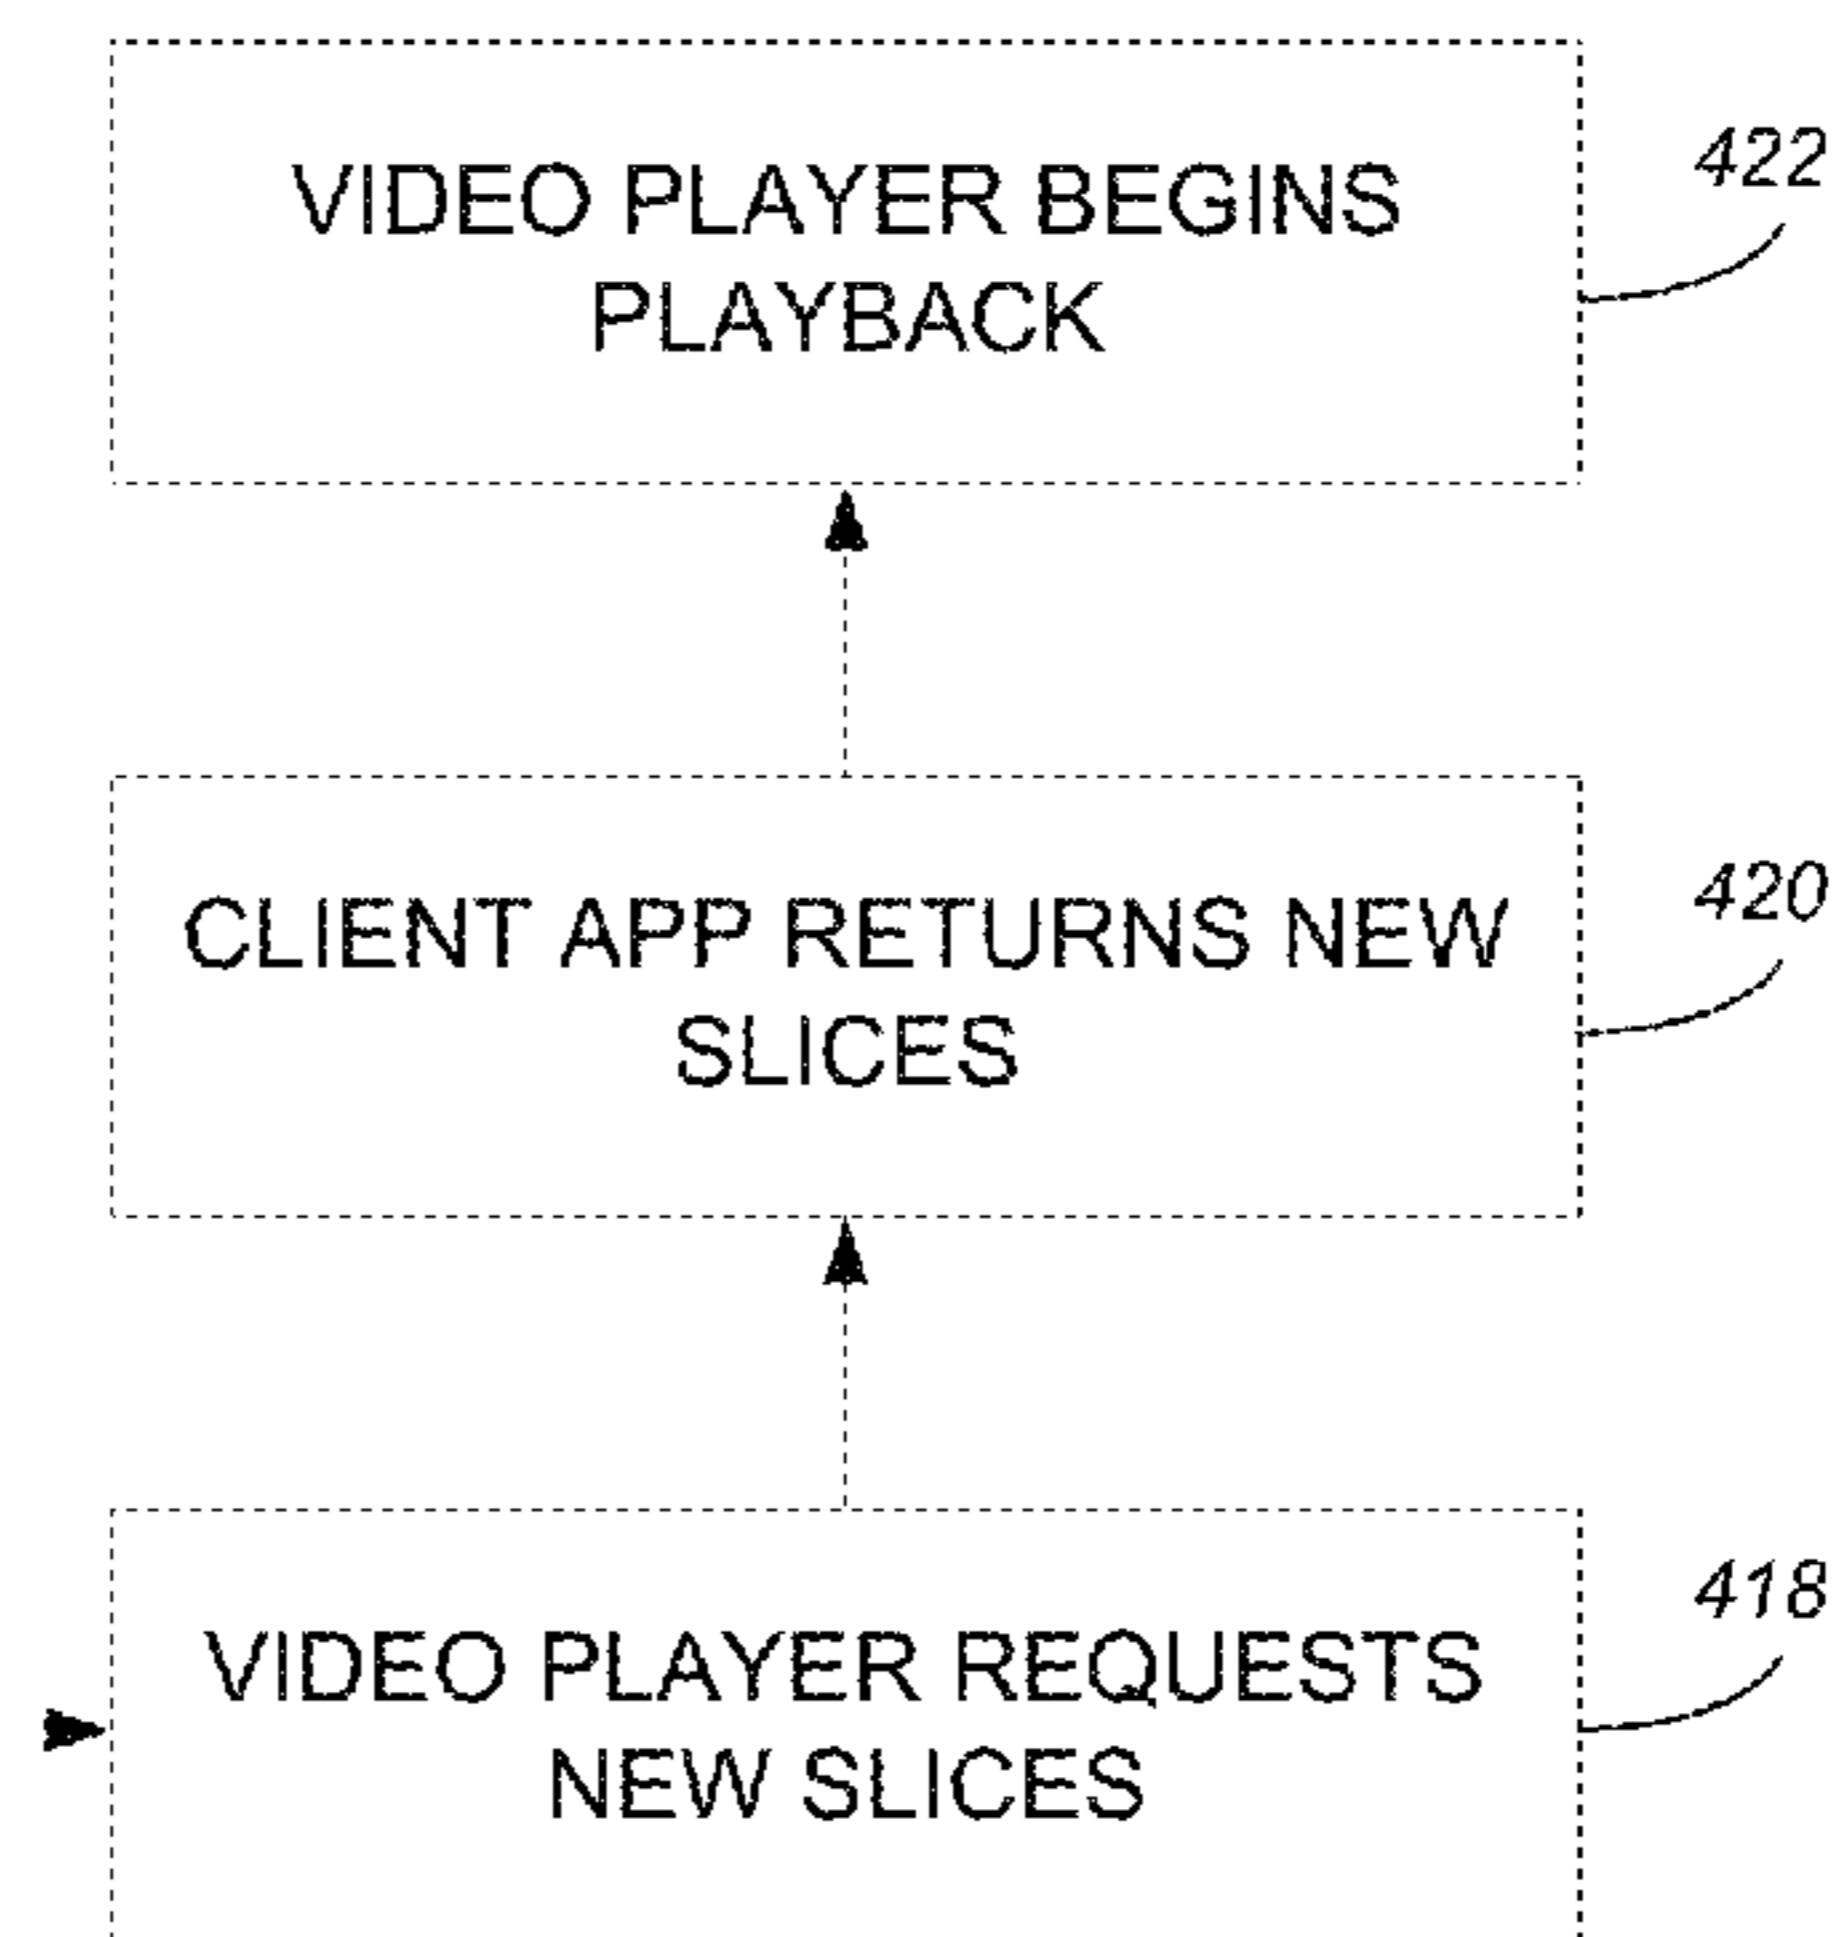 VIDEO PLAYER BEGINS
PLAYBACK
422
CLIENT APP RETURNS NEW
SLICES
420
VIDEO PLAYER REQUESTS
NEW SLICES
418